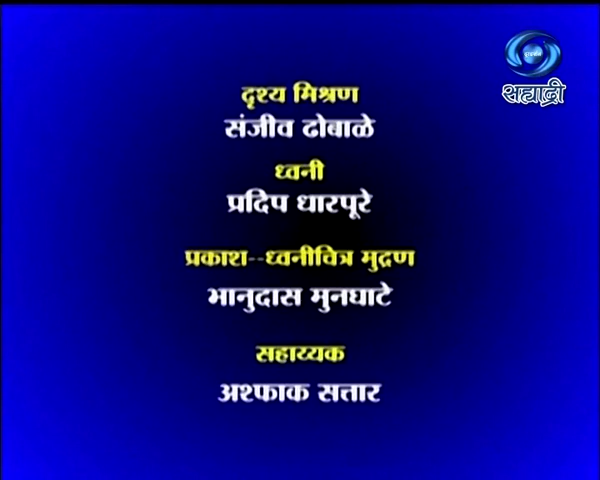 सह्याद्री
दृश्य मिश्रण
संजीव ढोबाळे
ध्वनी
प्रदिप धारपूरे
प्रकाश--ध्वनीचित्र मुद्रण
भानुदास मुनघाटे
सहाय्यक
अश्फाक सत्तार